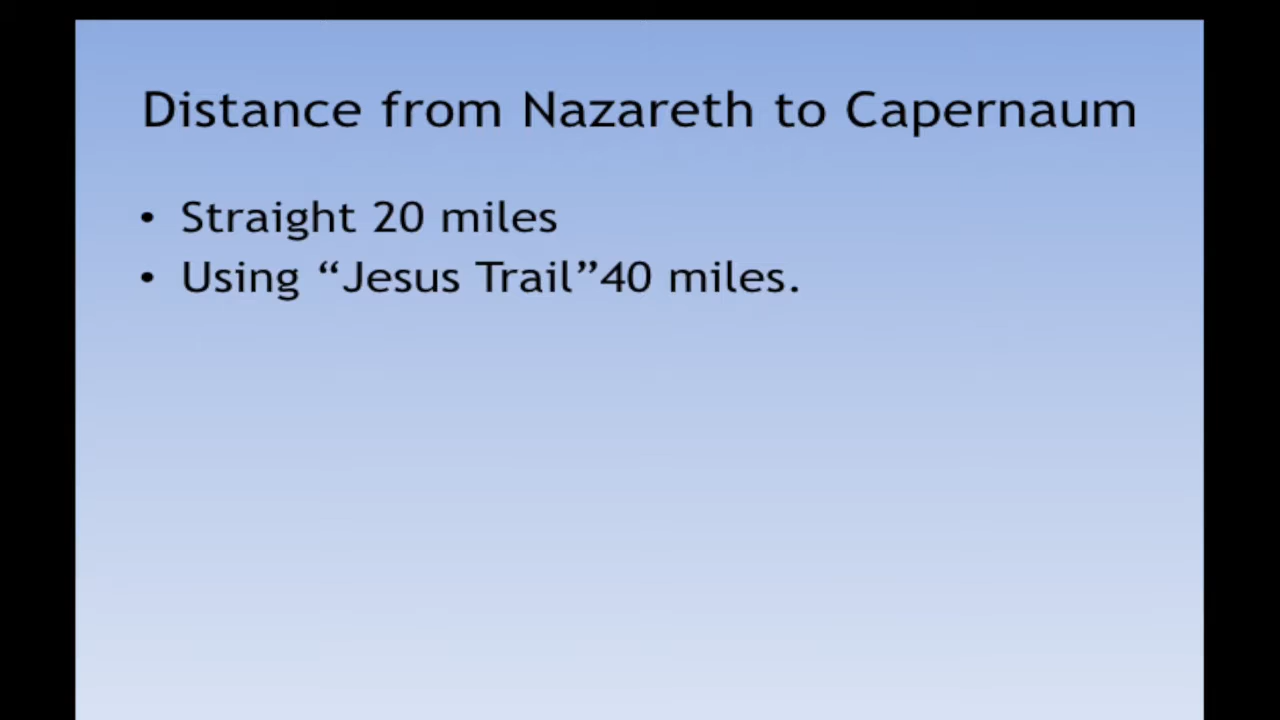 Distance from Nazareth to Capernaum
• Straight 20 miles
• Using “Jesus Trail”40 miles.